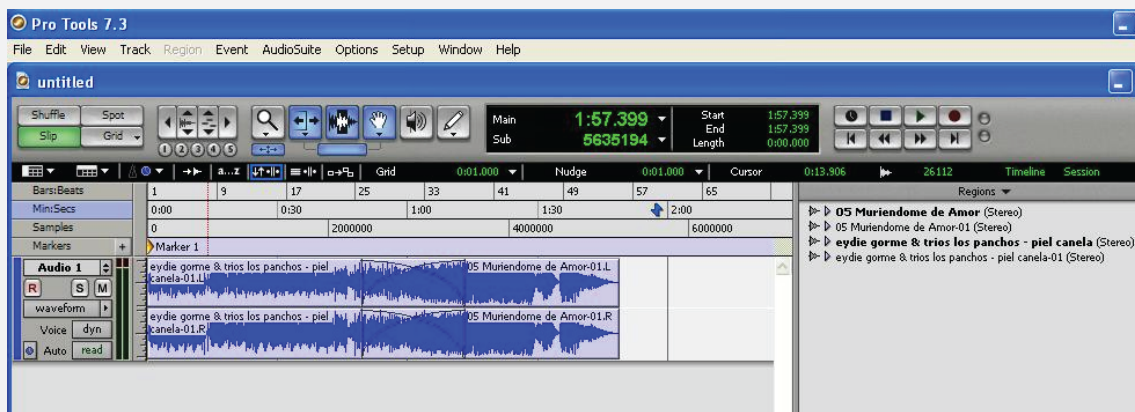 Pro Tools 7.3
File Edit View Track Region Event AudioSuite Options Setup Window Help
untitled
Shuffle Spot
Slip Grid
1 2 3 4 5
Main 1:57.399
Sub 5635194
Start 1:57.399
End 1:57.399
Length 0:00.000
a...z Grid 0:01.000 Nudge 0:01.000 Cursor 0:13.906 26112 Timeline Session
Bars:Beats 1 9 17 25 33 41 49 57 65
Min:Secs 0:00 0:30 1:00 1:30 2:00
Samples 0 2000000 4000000 6000000
Markers + Marker 1
Regions
05 Muriendome de Amor (Stereo)
05 Muriendome de Amor-01 (Stereo)
eydie gorme & trios los panchos - piel canela (Stereo)
eydie gorme & trios los panchos - piel canela-01 (Stereo)
Audio 1
R S M
waveform
Voice dyn
Auto read
eydie gorme & trios los panchos - piel
canela-01.L
05 Muriendome de Amor-01.L
eydie gorme & trios los panchos - piel
canela-01.R
05 Muriendome de Amor-01.R